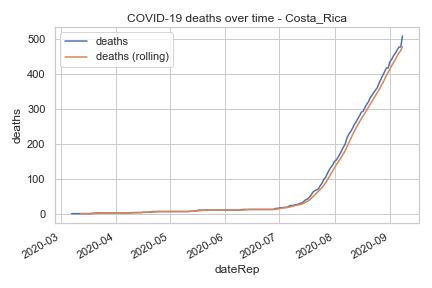 COVID-19 deaths over time - Costa_Rica
deaths
deaths (rolling)
500
400
300
200
100
0
deaths
2020-03
2020-04
2020-05
2020-06
2020-07
2020-08
2020-09
dateRep